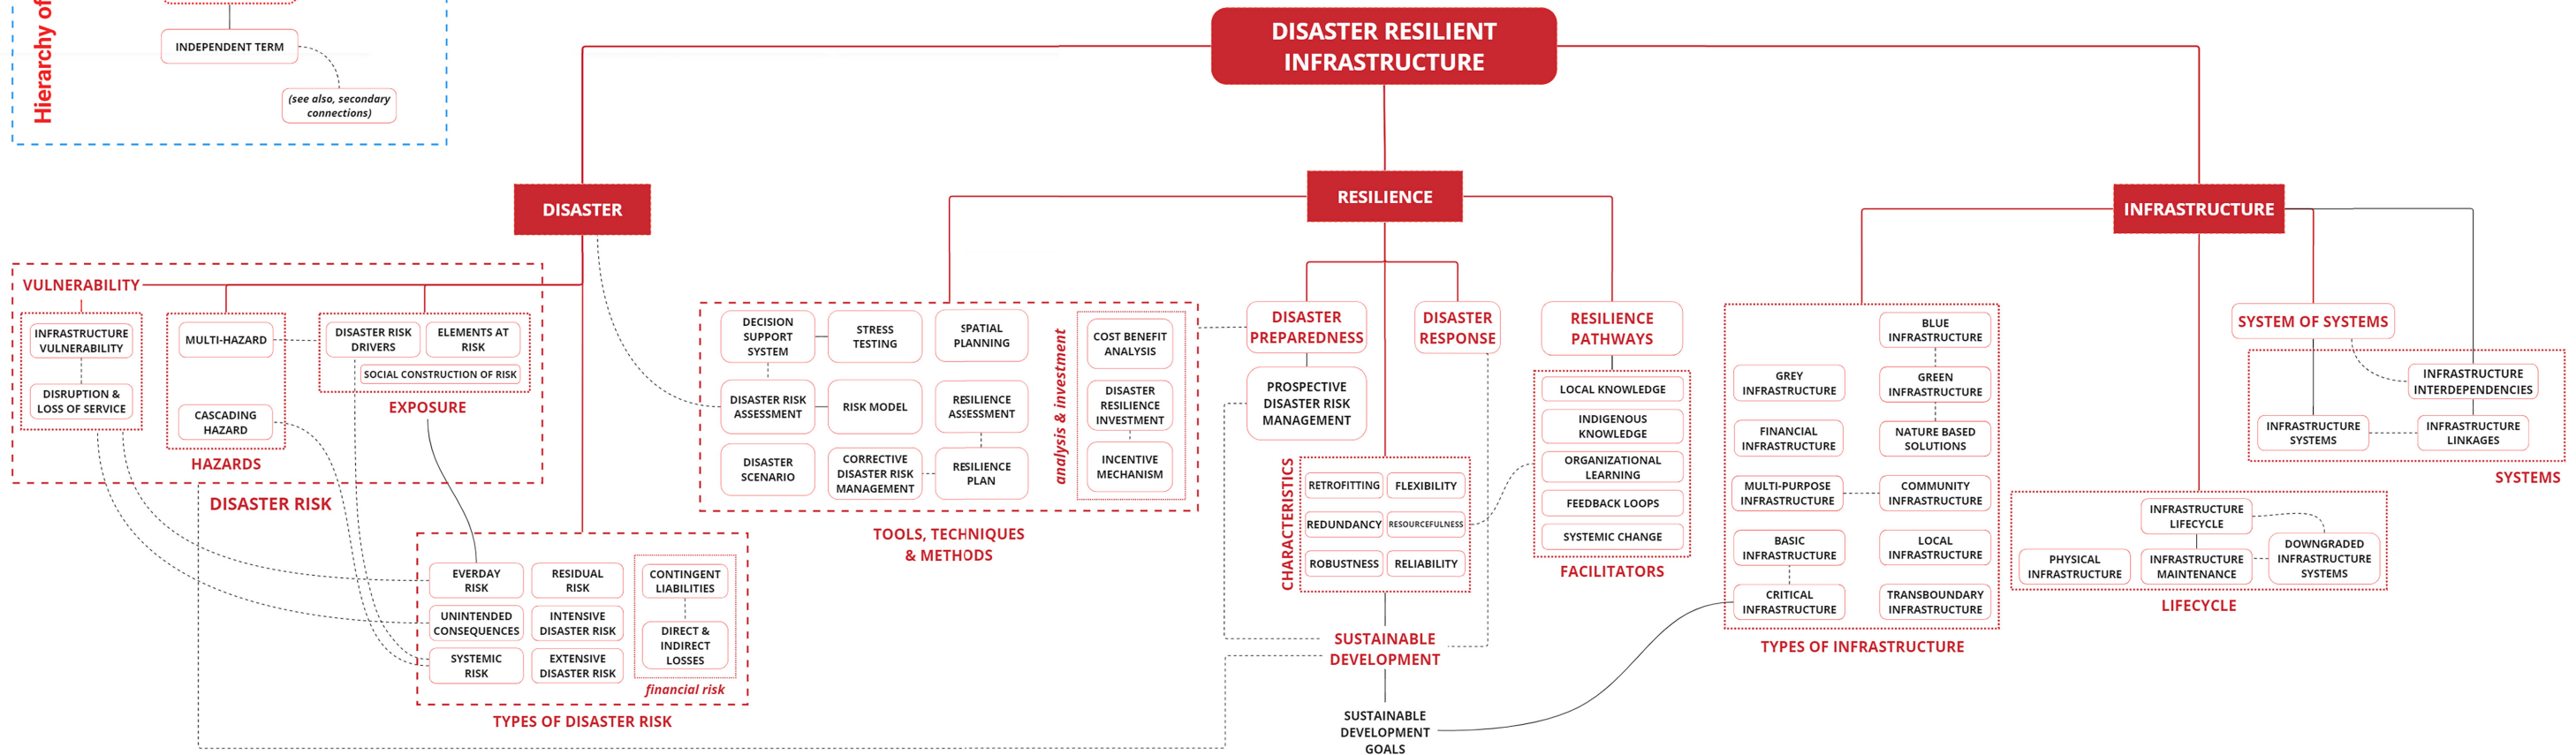 Hierarchy of
INDEPENDENT TERM
(see also, secondary
connections)
DISASTER RESILIENT
INFRASTRUCTURE
DISASTER
RESILIENCE
INFRASTRUCTURE
VULNERABILITY
INFRASTRUCTURE
VULNERABILITY
DISRUPTION &
LOSS OF SERVICE
MULTI-HAZARD
CASCADING
HAZARD
HAZARDS
DISASTER RISK
DRIVERS
ELEMENTS AT
RISK
SOCIAL CONSTRUCTION OF RISK
EXPOSURE
DISASTER RISK
EVERDAY
RISK
RESIDUAL
RISK
UNINTENDED
CONSEQUENCES
INTENSIVE
DISASTER RISK
SYSTEMIC
RISK
EXTENSIVE
DISASTER RISK
CONTINGENT
LIABILITIES
DIRECT &
INDIRECT
LOSSES
financial risk
TYPES OF DISASTER RISK
DECISION
SUPPORT
SYSTEM
STRESS
TESTING
SPATIAL
PLANNING
DISASTER RISK
ASSESSMENT
RISK MODEL
RESILIENCE
ASSESSMENT
DISASTER
SCENARIO
CORRECTIVE
DISASTER RISK
MANAGEMENT
RESILIENCE
PLAN
analysis & investment
COST BENEFIT
ANALYSIS
DISASTER
RESILIENCE
INVESTMENT
INCENTIVE
MECHANISM
TOOLS, TECHNIQUES
& METHODS
DISASTER
PREPAREDNESS
PROSPECTIVE
DISASTER RISK
MANAGEMENT
DISASTER
RESPONSE
CHARACTERISTICS
RETROFITTING
FLEXIBILITY
REDUNDANCY
RESOURCEFULNESS
ROBUSTNESS
RELIABILITY
SUSTAINABLE
DEVELOPMENT
SUSTAINABLE
DEVELOPMENT
GOALS
RESILIENCE
PATHWAYS
LOCAL KNOWLEDGE
INDIGENOUS
KNOWLEDGE
ORGANIZATIONAL
LEARNING
FEEDBACK LOOPS
SYSTEMIC CHANGE
FACILITATORS
BLUE
INFRASTRUCTURE
GREY
INFRASTRUCTURE
GREEN
INFRASTRUCTURE
FINANCIAL
INFRASTRUCTURE
NATURE BASED
SOLUTIONS
MULTI-PURPOSE
INFRASTRUCTURE
COMMUNITY
INFRASTRUCTURE
BASIC
INFRASTRUCTURE
LOCAL
INFRASTRUCTURE
CRITICAL
INFRASTRUCTURE
TRANSBOUNDARY
INFRASTRUCTURE
TYPES OF INFRASTRUCTURE
SYSTEM OF SYSTEMS
INFRASTRUCTURE
INTERDEPENDENCIES
INFRASTRUCTURE
SYSTEMS
INFRASTRUCTURE
LINKAGES
SYSTEMS
INFRASTRUCTURE
LIFECYCLE
PHYSICAL
INFRASTRUCTURE
INFRASTRUCTURE
MAINTENANCE
DOWNGRADED
INFRASTRUCTURE
SYSTEMS
LIFECYCLE